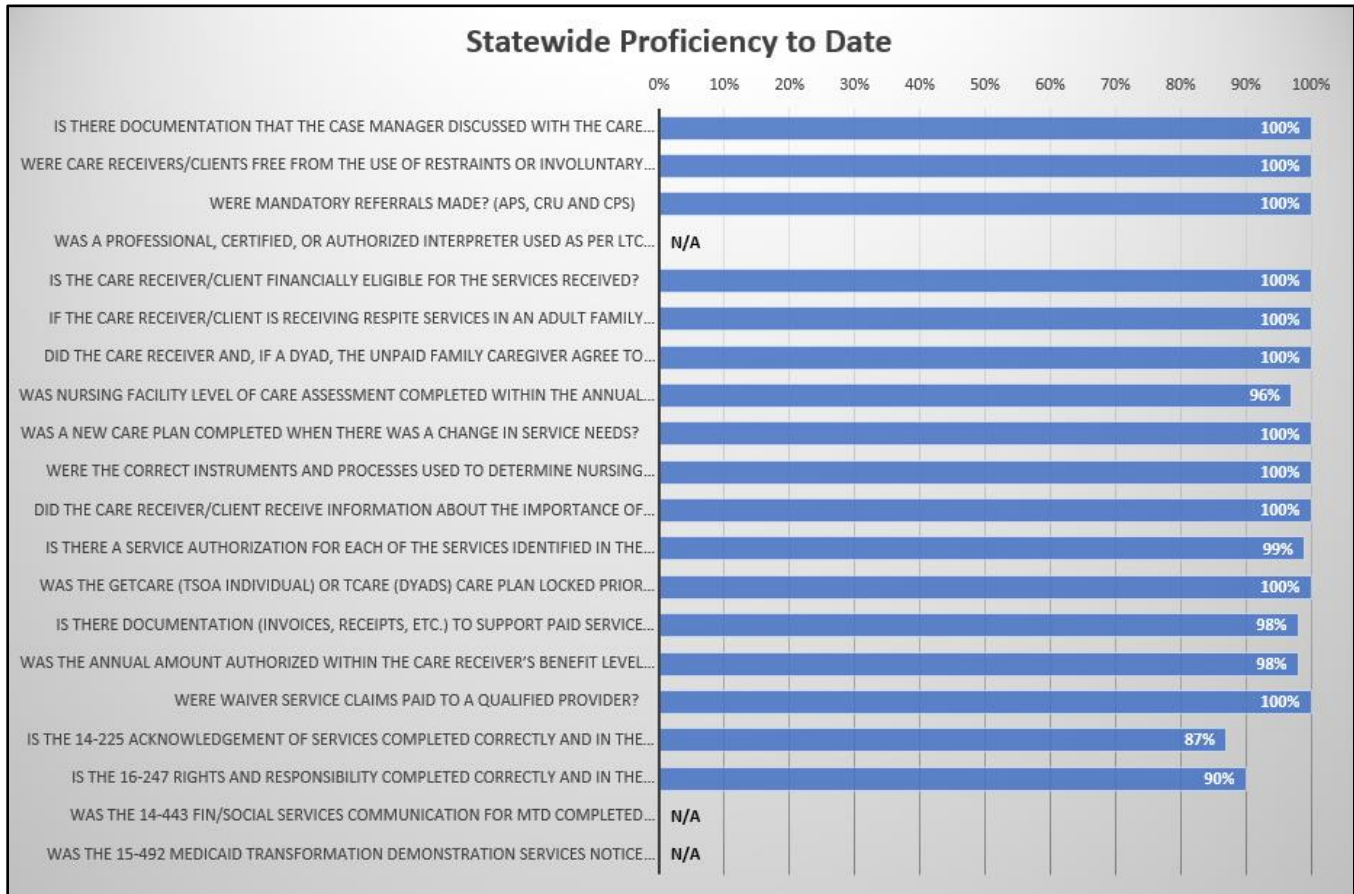 Statewide Proficiency to Date
0% 10% 20% 30% 40% 50% 60% 70% 80% 90% 100%
IS THERE DOCUMENTATION THAT THE CASE MANAGER DISCUSSED WITH THE CARE... 100%
WERE CARE RECEIVERS/CLIENTS FREE FROM THE USE OF RESTRAINTS OR INVOLUNTARY... 100%
WERE MANDATORY REFERRALS MADE? (APS, CRU AND CPS) 100%
WAS A PROFESSIONAL, CERTIFIED, OR AUTHORIZED INTERPRETER USED AS PER LTC... N/A
IS THE CARE RECEIVER/CLIENT FINANCIALLY ELIGIBLE FOR THE SERVICES RECEIVED? 100%
IF THE CARE RECEIVER/CLIENT IS RECEIVING RESPITE SERVICES IN AN ADULT FAMILY... 100%
DID THE CARE RECEIVER AND, IF A DYAD, THE UNPAID FAMILY CAREGIVER AGREE TO... 100%
WAS NURSING FACILITY LEVEL OF CARE ASSESSMENT COMPLETED WITHIN THE ANNUAL... 96%
WAS A NEW CARE PLAN COMPLETED WHEN THERE WAS A CHANGE IN SERVICE NEEDS? 100%
WERE THE CORRECT INSTRUMENTS AND PROCESSES USED TO DETERMINE NURSING... 100%
DID THE CARE RECEIVER/CLIENT RECEIVE INFORMATION ABOUT THE IMPORTANCE OF... 100%
IS THERE A SERVICE AUTHORIZATION FOR EACH OF THE SERVICES IDENTIFIED IN THE... 99%
WAS THE GETCARE (TSOA INDIVIDUAL) OR TCARE (DYADS) CARE PLAN LOCKED PRIOR... 100%
IS THERE DOCUMENTATION (INVOICES, RECEIPTS, ETC.) TO SUPPORT PAID SERVICE... 98%
WAS THE ANNUAL AMOUNT AUTHORIZED WITHIN THE CARE RECEIVER'S BENEFIT LEVEL... 98%
WERE WAIVER SERVICE CLAIMS PAID TO A QUALIFIED PROVIDER? 100%
IS THE 14-225 ACKNOWLEDGEMENT OF SERVICES COMPLETED CORRECTLY AND IN THE... 87%
IS THE 16-247 RIGHTS AND RESPONSIBILITY COMPLETED CORRECTLY AND IN THE... 90%
WAS THE 14-443 FIN/SOCIAL SERVICES COMMUNICATION FOR MTD COMPLETED... N/A
WAS THE 15-492 MEDICAID TRANSFORMATION DEMONSTRATION SERVICES NOTICE... N/A